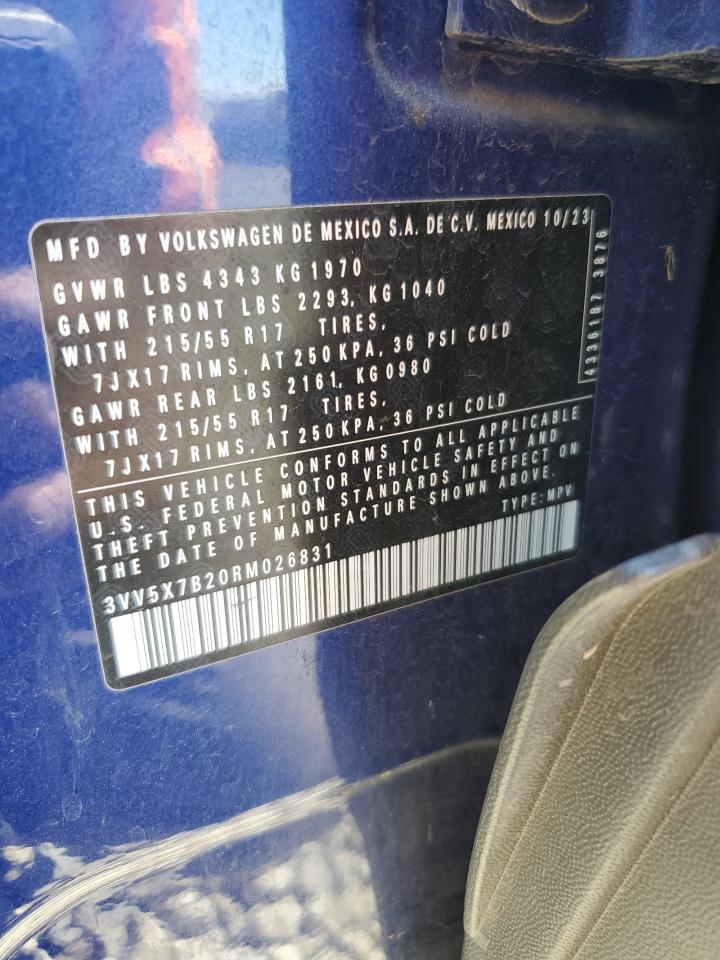 MFD BY VOLKSWAGEN DE MEXICO S.A. DE C.V. MEXICO 10/23
GVWR LBS 4343 KG 1970
GAWR FRONT LBS 2293, KG 1040
WITH 215/55 R17 TIRES,
7JX17 RIMS, AT 250 KPA, 36 PSI COLD
GAWR REAR LBS 2161, KG 0980
WITH 215/55 R17 TIRES,
7JX17 RIMS, AT 250 KPA, 36 PSI COLD
THIS VEHICLE CONFORMS TO ALL APPLICABLE
U.S. FEDERAL MOTOR VEHICLE SAFETY AND
THEFT PREVENTION STANDARDS IN EFFECT ON
THE DATE OF MANUFACTURE SHOWN ABOVE.
3VV5X7B20RM026831 TYPE: MPV
4336187 3876